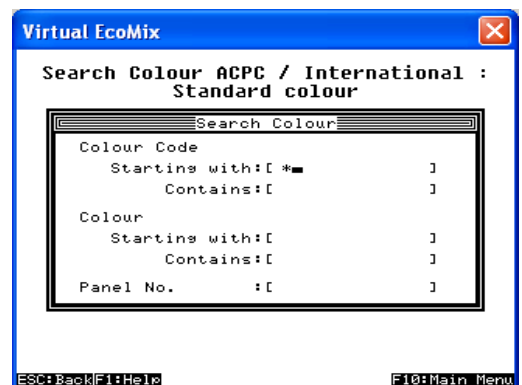 Virtual EcoMix
Search Colour ACPC / International :
Standard colour
Search Colour
Colour Code
Starting with:[ * ]
Contains:[ ]
Colour
Starting with:[ ]
Contains:[ ]
Panel No. :[ ]
ESC:Back F1:Help F10:Main Menu